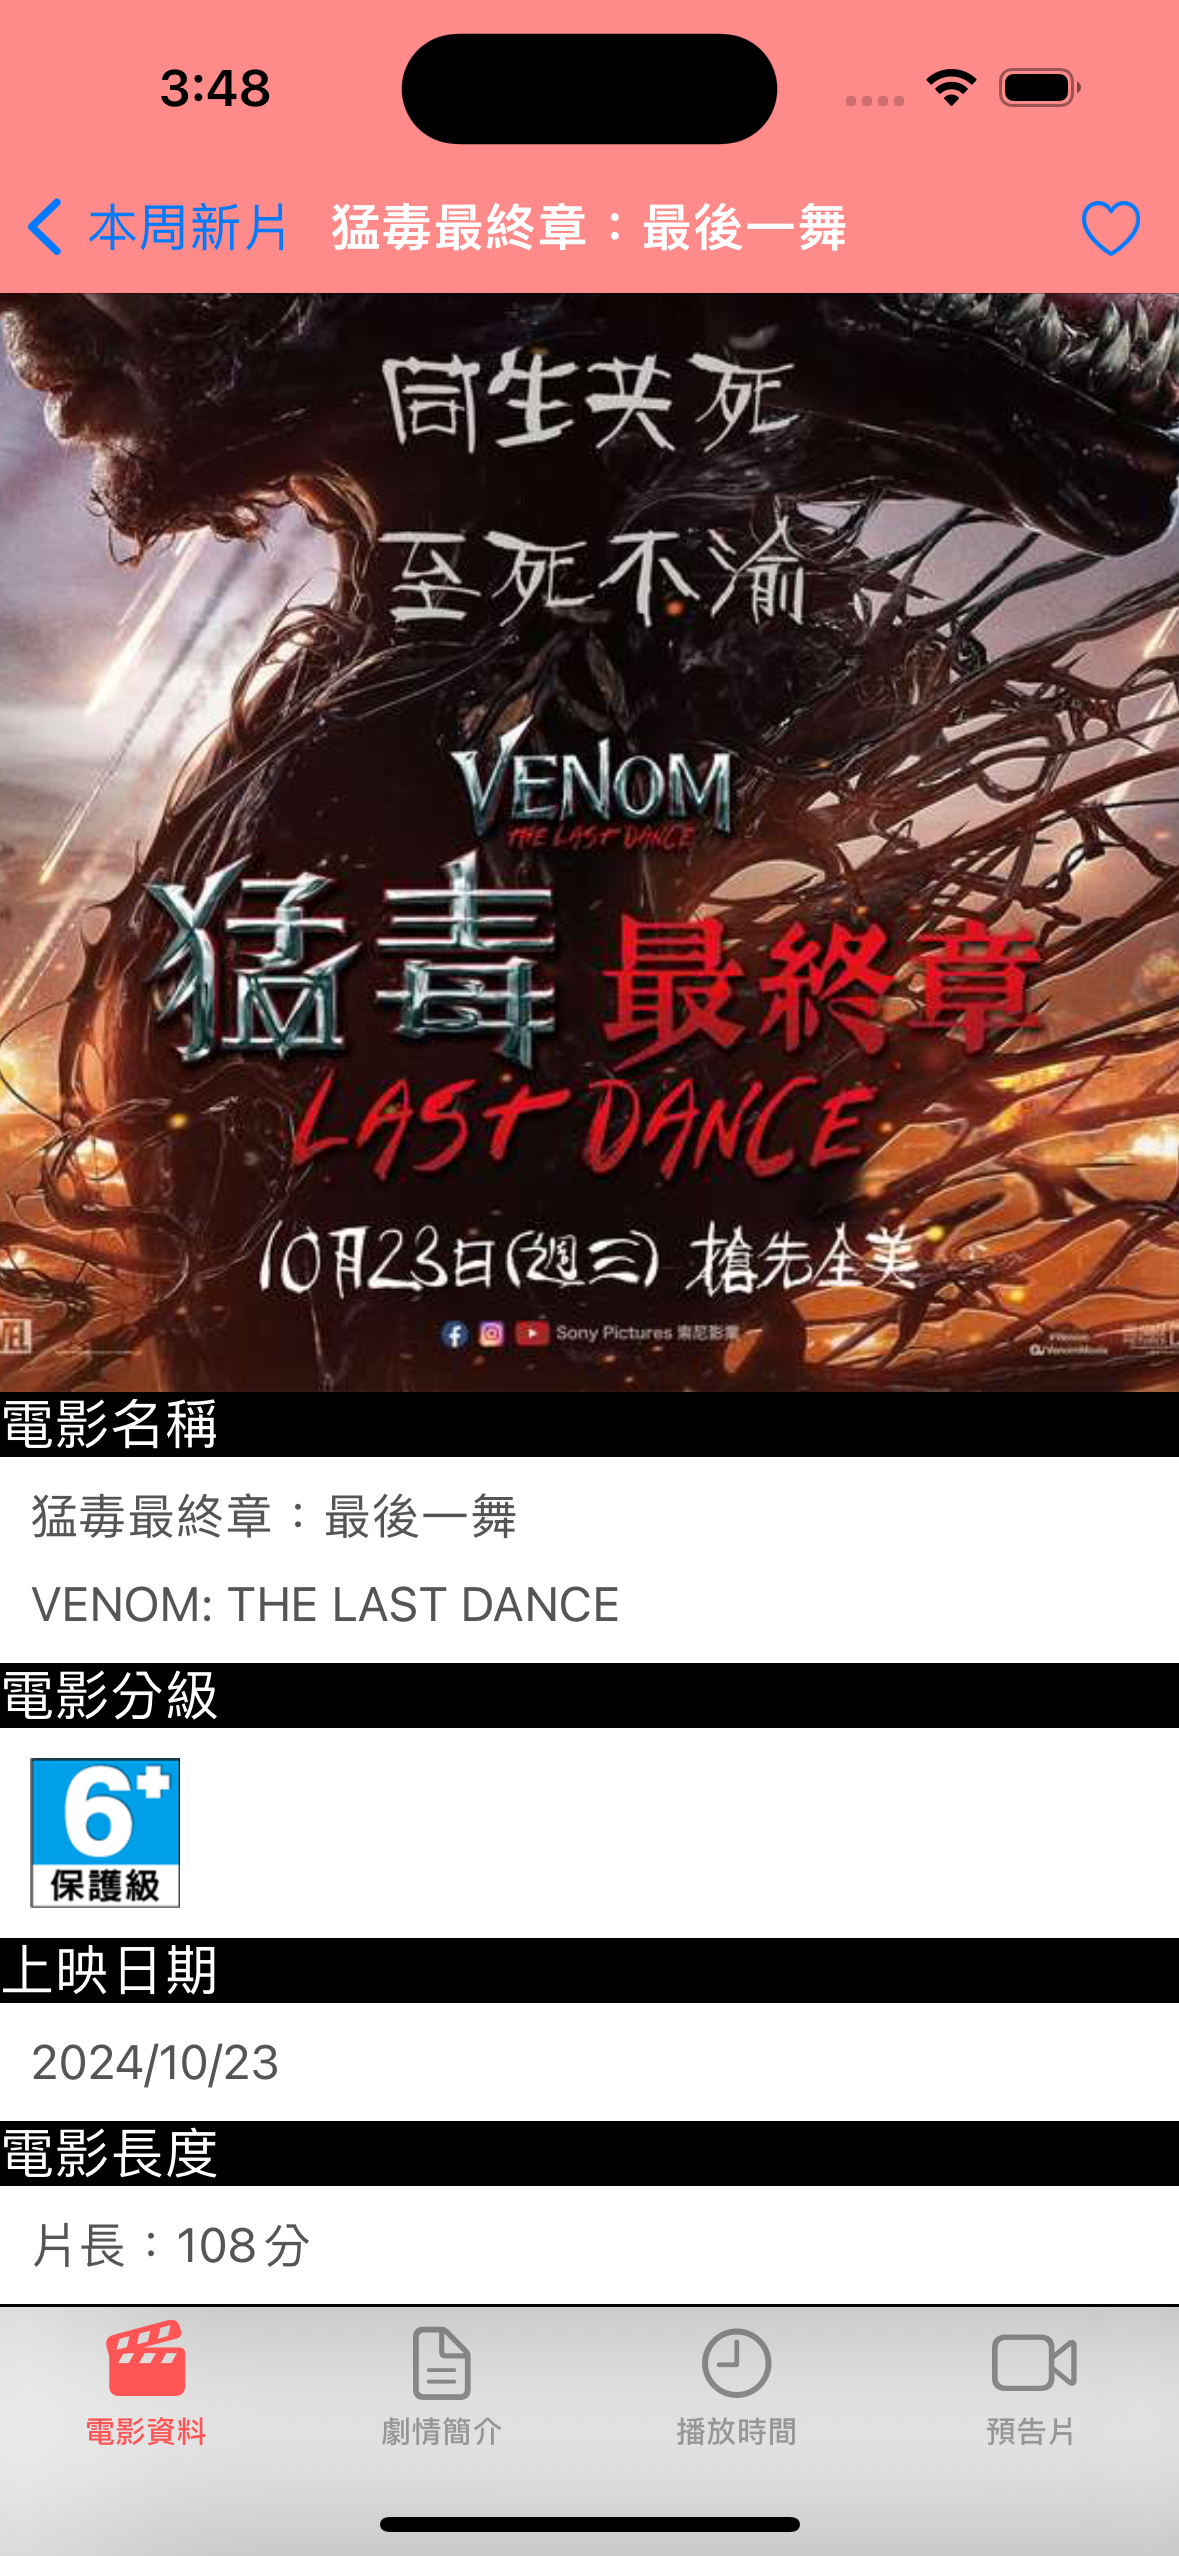 3:48
本周新片 猛毒最終章：最後一舞
同生共死
至死不渝
VENOM
THE LAST DANCE
猛毒 最終章
LAST DANCE
10月23日(週三) 搶先全美
Sony Pictures 索尼影業
電影名稱
猛毒最終章：最後一舞
VENOM: THE LAST DANCE
電影分級
6+
保護級
上映日期
2024/10/23
電影長度
片長：108分
電影資料 劇情簡介 播放時間 預告片